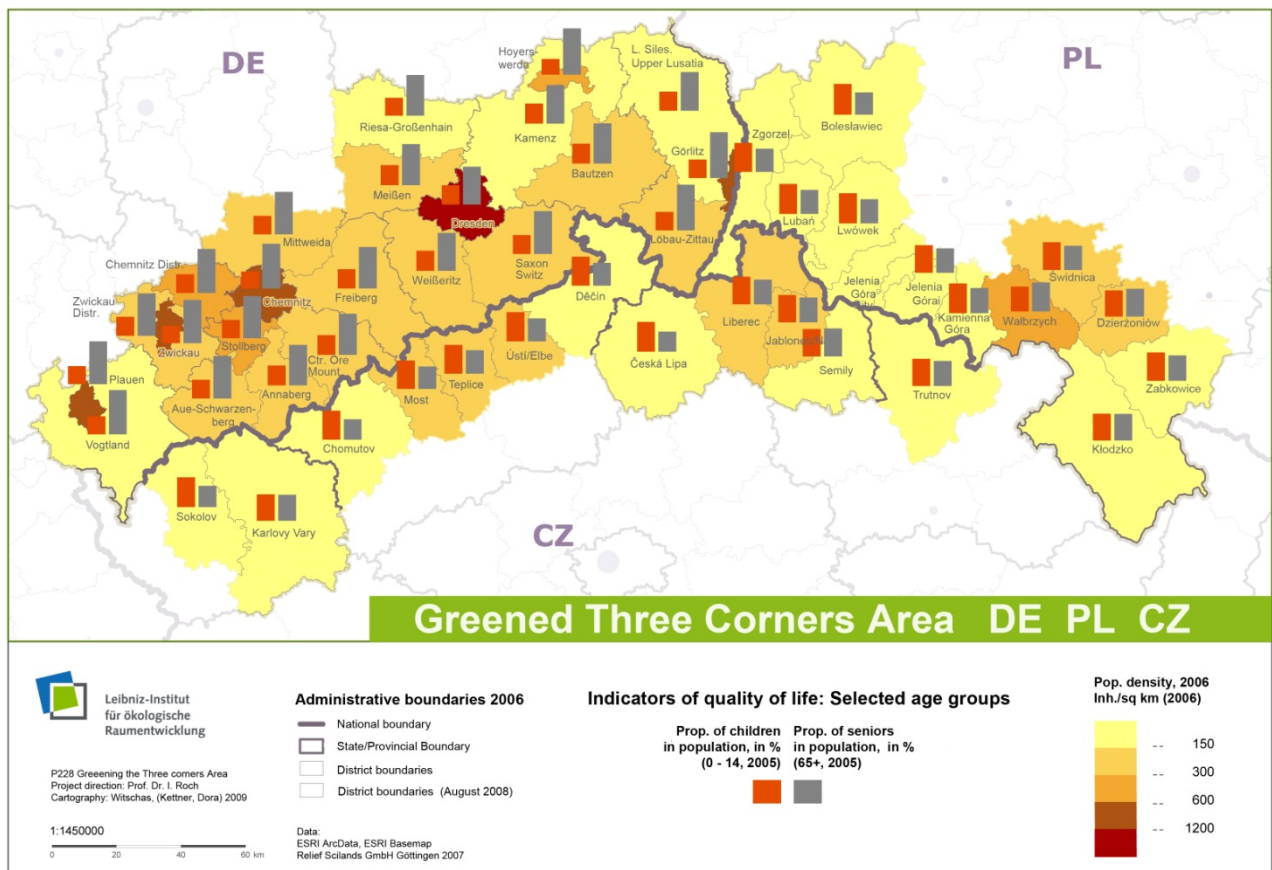 DE
PL
Hoyers-
werda
L. Siles.
Upper Lusatia
Riesa-Großenhain
Kamenz
Bolesławiec
Zgorzel.
Görlitz
Bautzen
Meißen
Dresden
Lubań
Lwówek
Löbau-Zittau
Mittweida
Saxon
Switz
Weißeritz
Chemnitz Distr.
Freiberg
Děčín
Jelenia
Góra
City
Jelenia
Górai
Świdnica
Zwickau
Distr.
Chemnitz
Kamienna
Góra
Wałbrzych
Dzierżoniów
Zwickau
Stollberg
Ctr. Ore
Mount.
Liberec
Jablonec/N
Ústí/Elbe
Česká Lipa
Semily
Plauen
Annaberg
Teplice
Most
Trutnov
Ząbkowice
Aue-Schwarzen-
berg
Vogtland
Chomutov
Kłodzko
Sokolov
Karlovy Vary
CZ
Greened Three Corners Area DE PL CZ
Leibniz-Institut
für ökologische
Raumentwicklung
P228 Greeening the Three corners Area
Project direction: Prof. Dr. I. Roch
Cartography: Witschas, (Kettner, Dora) 2009
1:1450000
0 20 40 60 km
Administrative boundaries 2006
National boundary
State/Provincial Boundary
District boundaries
District boundaries (August 2008)
Data:
ESRI ArcData, ESRI Basemap
Relief Scilands GmbH Göttingen 2007
Indicators of quality of life: Selected age groups
Prop. of children
in population, in %
(0 - 14, 2005)
Prop. of seniors
in population, in %
(65+, 2005)
Pop. density, 2006
Inh./sq km (2006)
-- 150
-- 300
-- 600
-- 1200